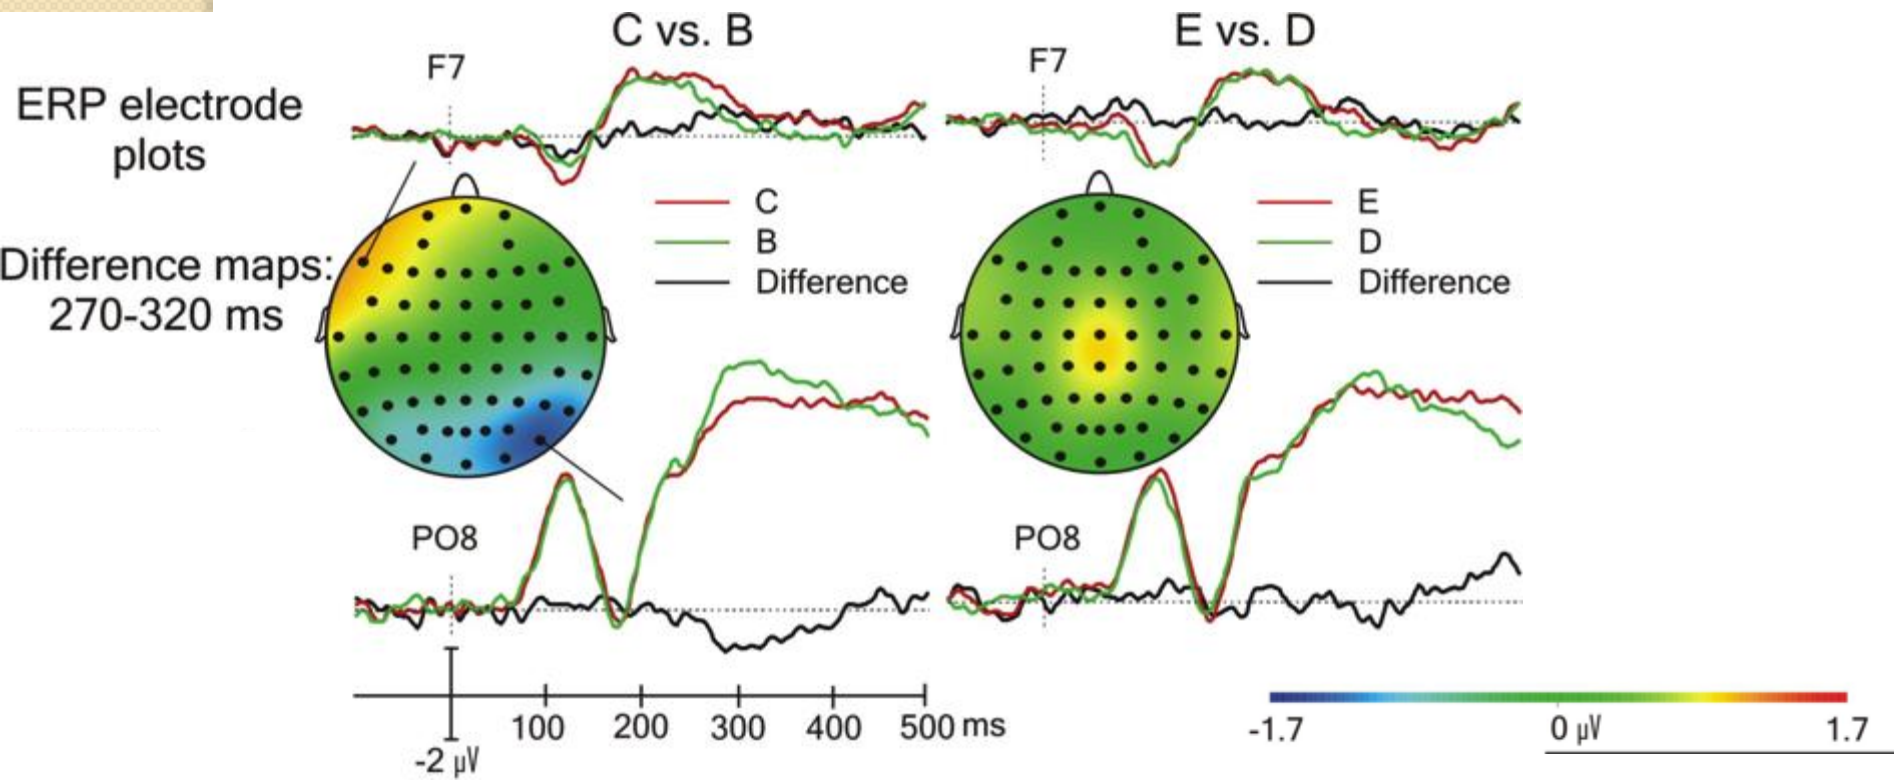 C vs. B
E vs. D
F7
F7
ERP electrode
plots
C
B
Difference
E
D
Difference
Difference maps:
270-320 ms
PO8
PO8
100 200 300 400 500 ms
-2 µV
-1.7 0 µV 1.7